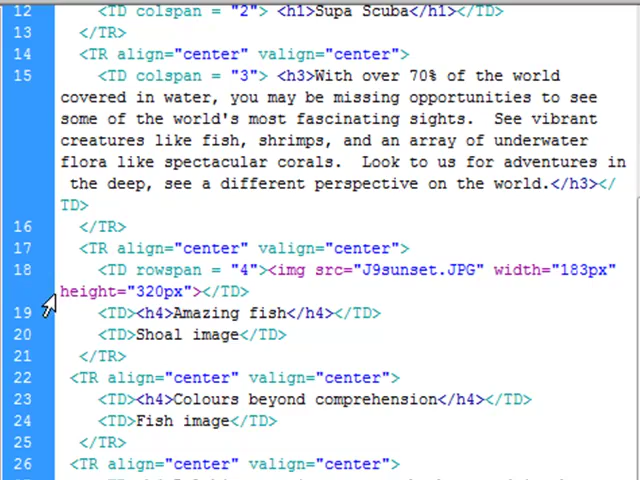 12 <TD colspan = "2"> <h1>Supa Scuba</h1></TD>
13 </TR>
14 <TR align="center" valign="center">
15 <TD colspan = "3"> <h3>With over 70% of the world
covered in water, you may be missing opportunities to see
some of the world's most fascinating sights.  See vibrant
creatures like fish, shrimps, and an array of underwater
flora like spectacular corals.  Look to us for adventures in
the deep, see a different perspective on the world.</h3></
TD>
16 </TR>
17 <TR align="center" valign="center">
18 <TD rowspan = "4"><img src="J9sunset.JPG" width="183px"
height="320px"></TD>
19 <TD><h4>Amazing fish</h4></TD>
20 <TD>Shoal image</TD>
21 </TR>
22 <TR align="center" valign="center">
23 <TD><h4>Colours beyond comprehension</h4></TD>
24 <TD>Fish image</TD>
25 </TR>
26 <TR align="center" valign="center">